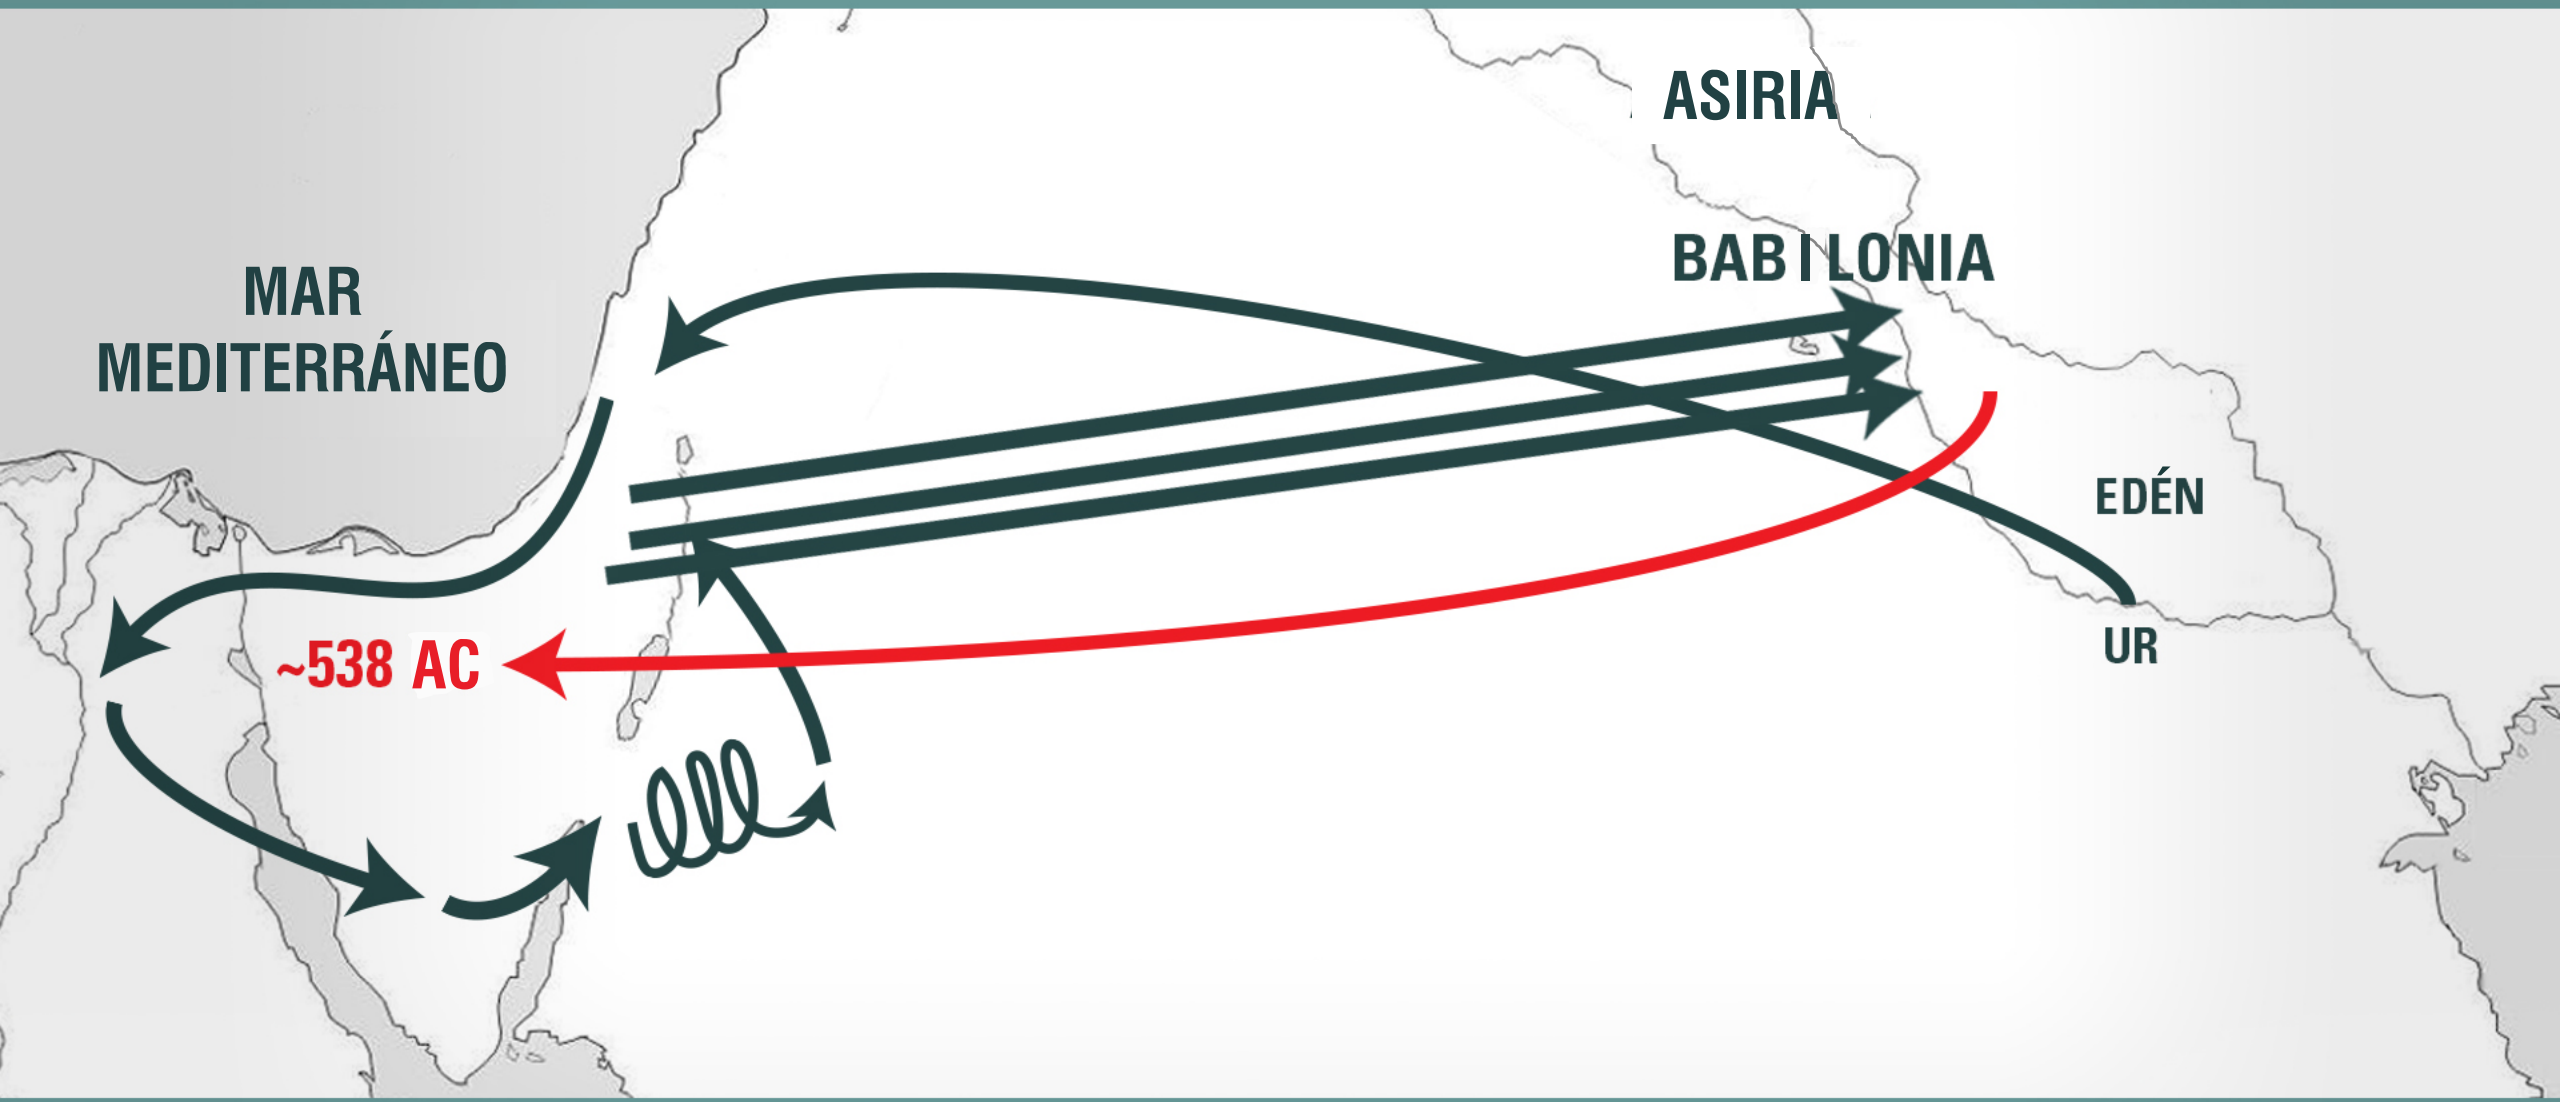 ASIRIA
BABILONIA
MAR
MEDITERRÁNEO
EDÉN
UR
~538 AC